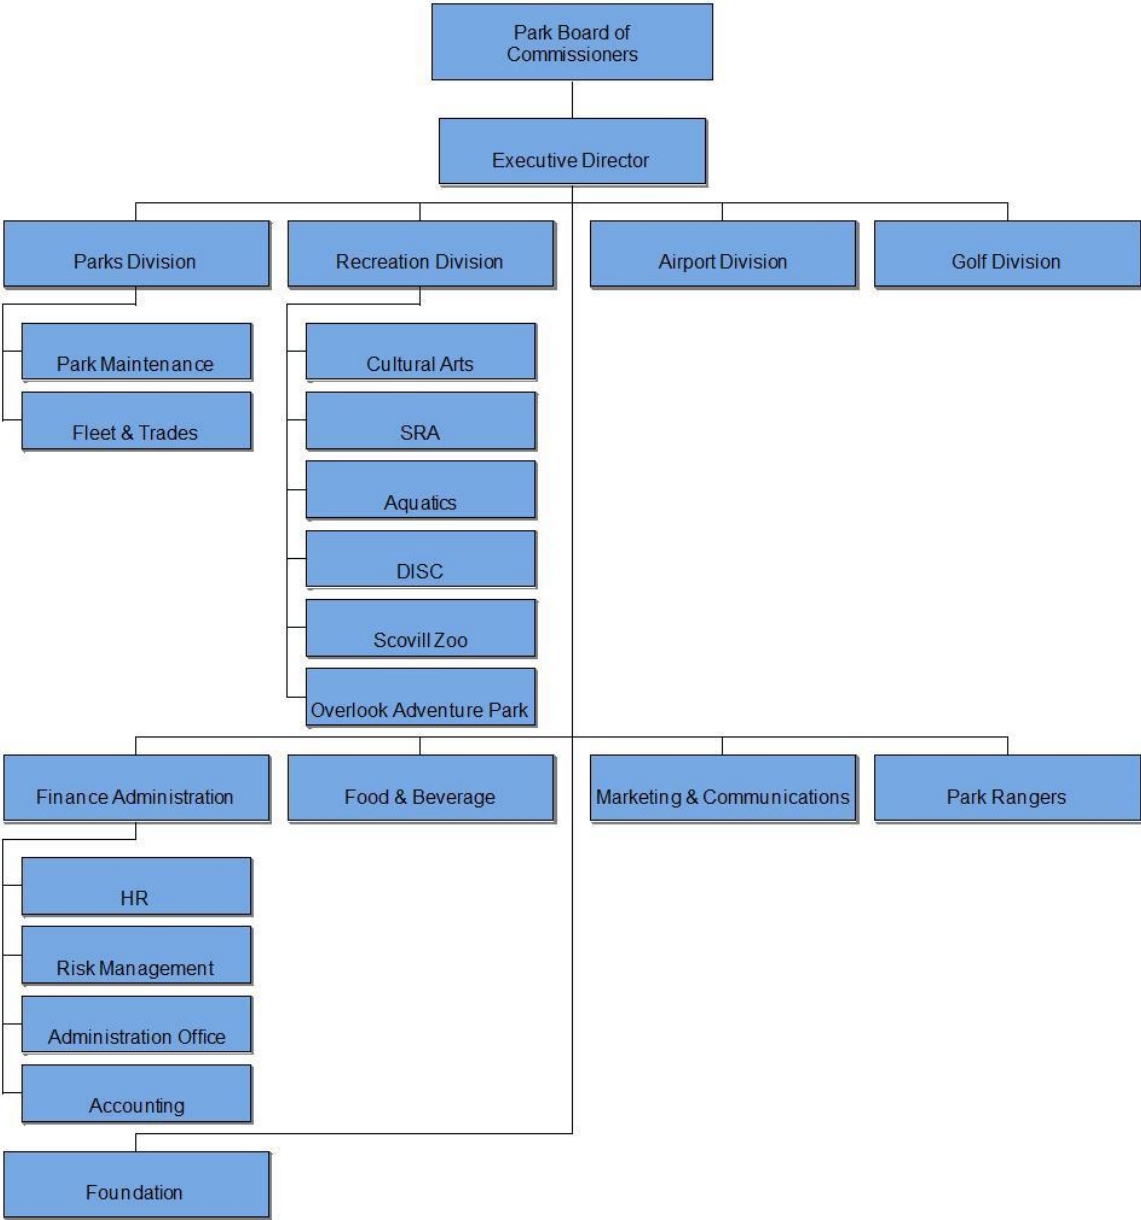 Park Board of
Commissioners
Executive Director
Parks Division
Recreation Division
Airport Division
Golf Division
Park Maintenance
Fleet & Trades
Cultural Arts
SRA
Aquatics
DISC
Scovill Zoo
Overlook Adventure Park
Finance Administration
Food & Beverage
Marketing & Communications
Park Rangers
HR
Risk Management
Administration Office
Accounting
Foundation